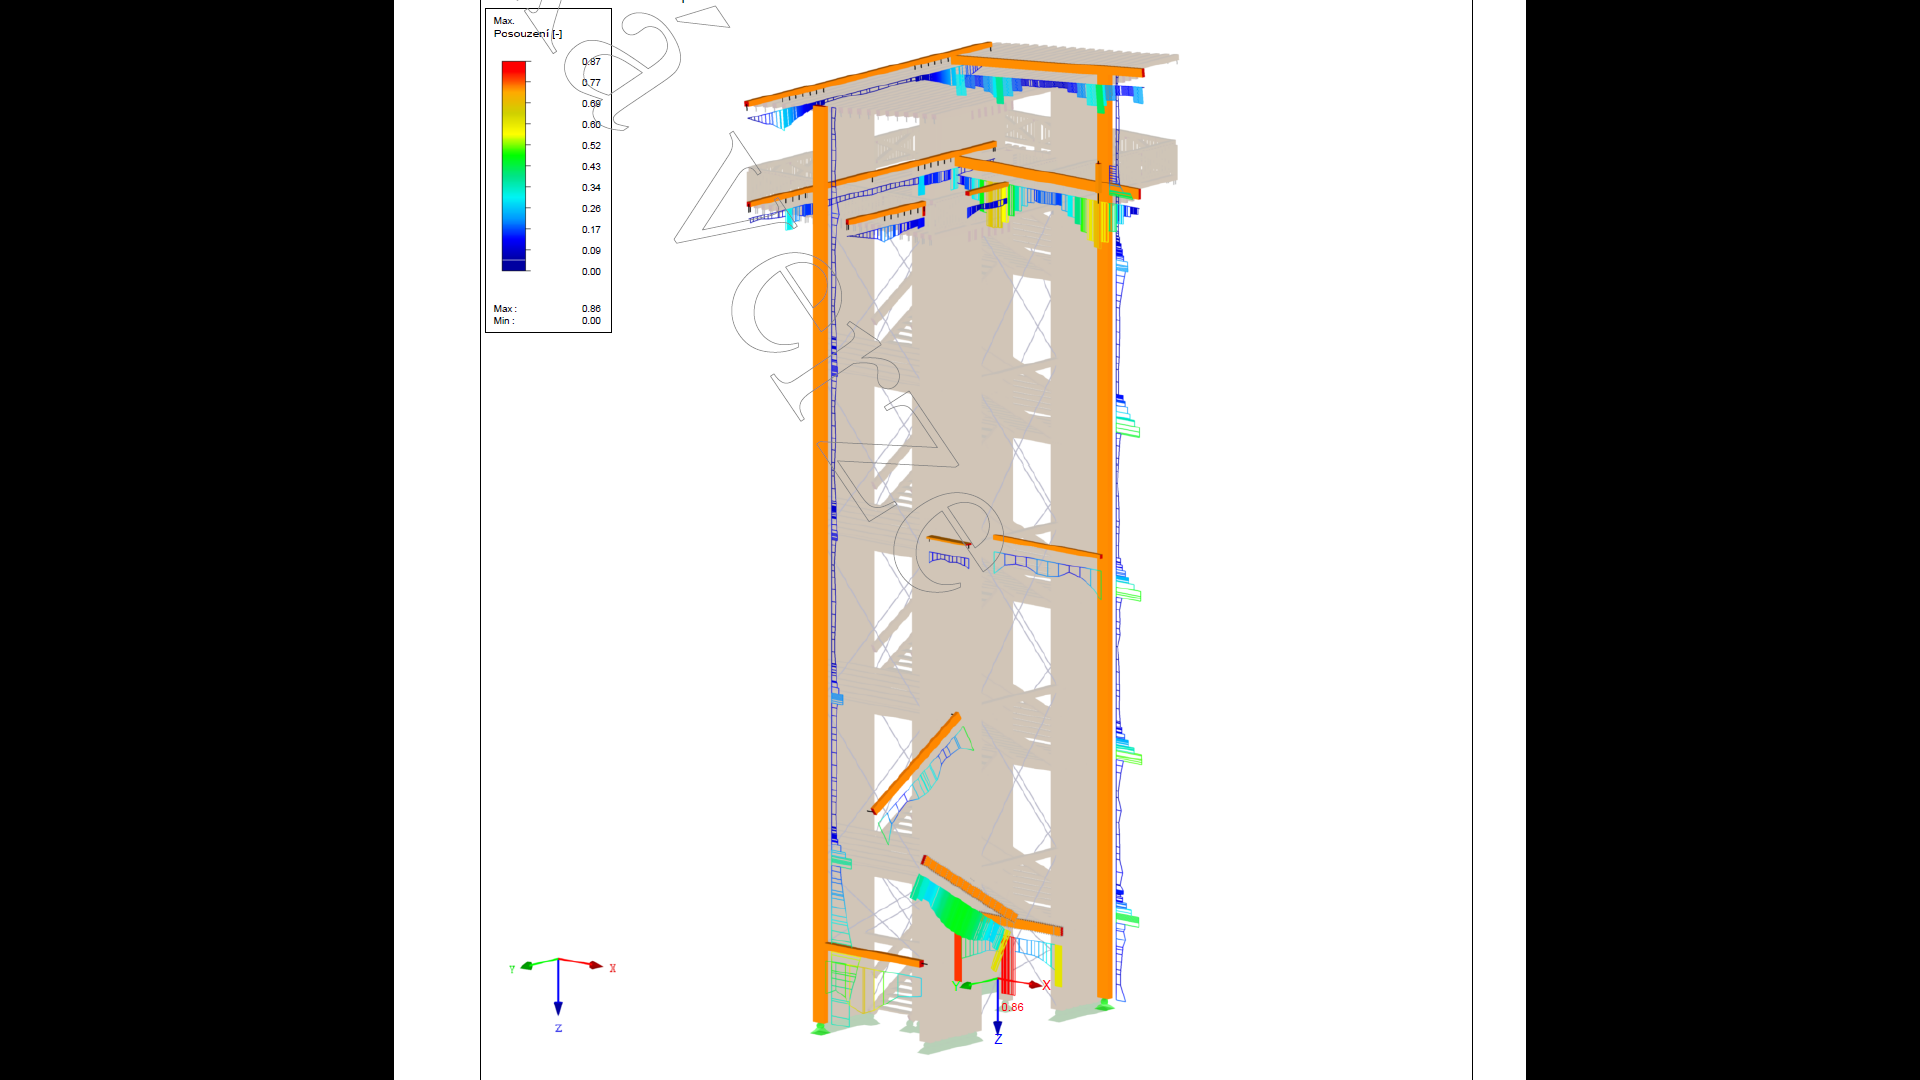 Max.
Posouzení [-]
0.87
0.77
0.69
0.60
0.52
0.43
0.34
0.26
0.17
0.09
0.00
Max : 0.86
Min : 0.00
Y
X
Z
Y
X
0.86
Z